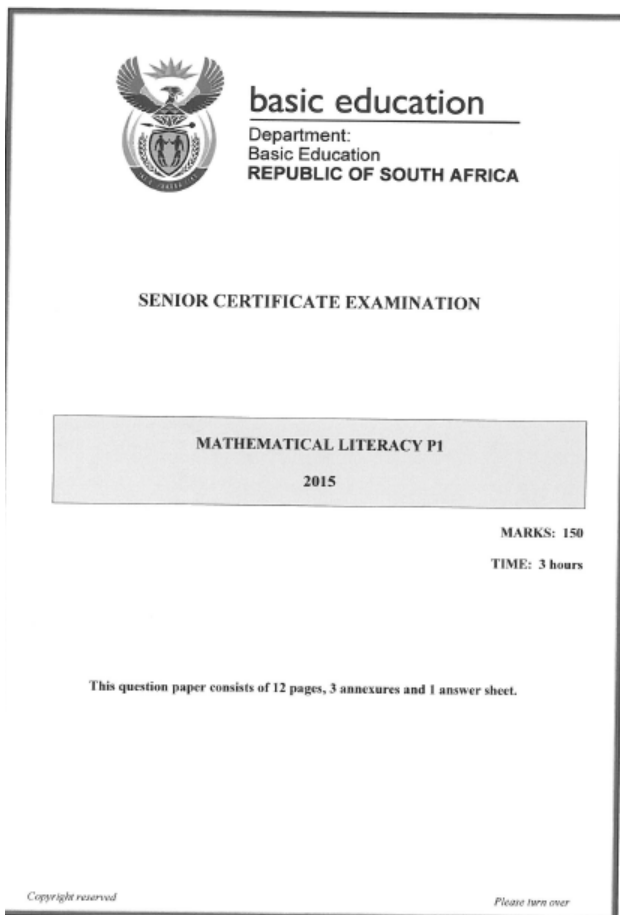 basic education
Department:
Basic Education
REPUBLIC OF SOUTH AFRICA
SENIOR CERTIFICATE EXAMINATION
MATHEMATICAL LITERACY P1
2015
MARKS: 150
TIME: 3 hours
This question paper consists of 12 pages, 3 annexures and 1 answer sheet.
Copyright reserved
Please turn over